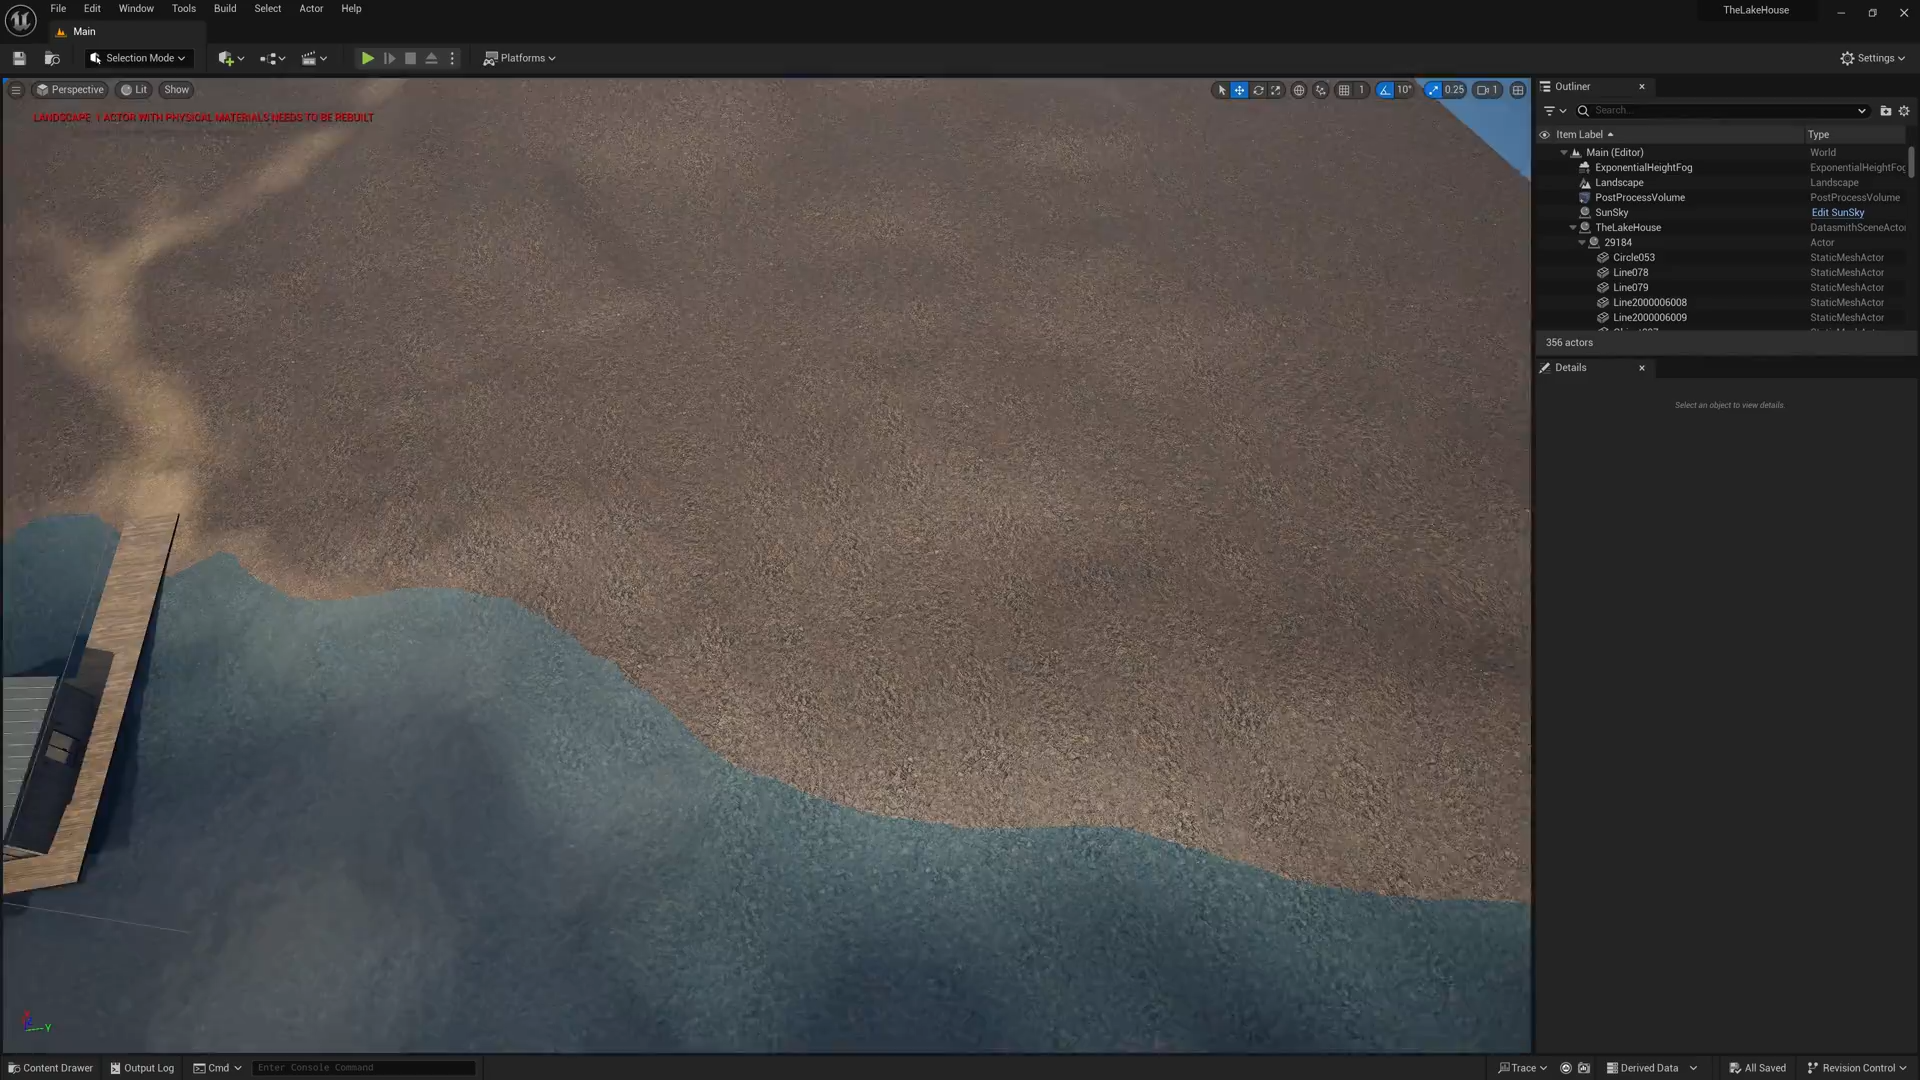 File Edit Window Tools Build Select Actor Help
TheLakeHouse
Main
Selection Mode
Platforms
Settings
Perspective Lit Show
1 10° 0.25 1
LANDSCAPE: 1 ACTOR WITH PHYSICAL MATERIALS NEEDS TO BE REBUILT
Outliner
Search...
Item Label Type
Main (Editor) World
ExponentialHeightFog ExponentialHeightFog
Landscape Landscape
PostProcessVolume PostProcessVolume
SunSky Edit SunSky
TheLakeHouse DatasmithSceneActor
29184 Actor
Circle053 StaticMeshActor
Line078 StaticMeshActor
Line079 StaticMeshActor
Line2000006008 StaticMeshActor
Line2000006009 StaticMeshActor
356 actors
Details
Select an object to view details.
Y
Content Drawer Output Log Cmd Enter Console Command Trace Derived Data All Saved Revision Control